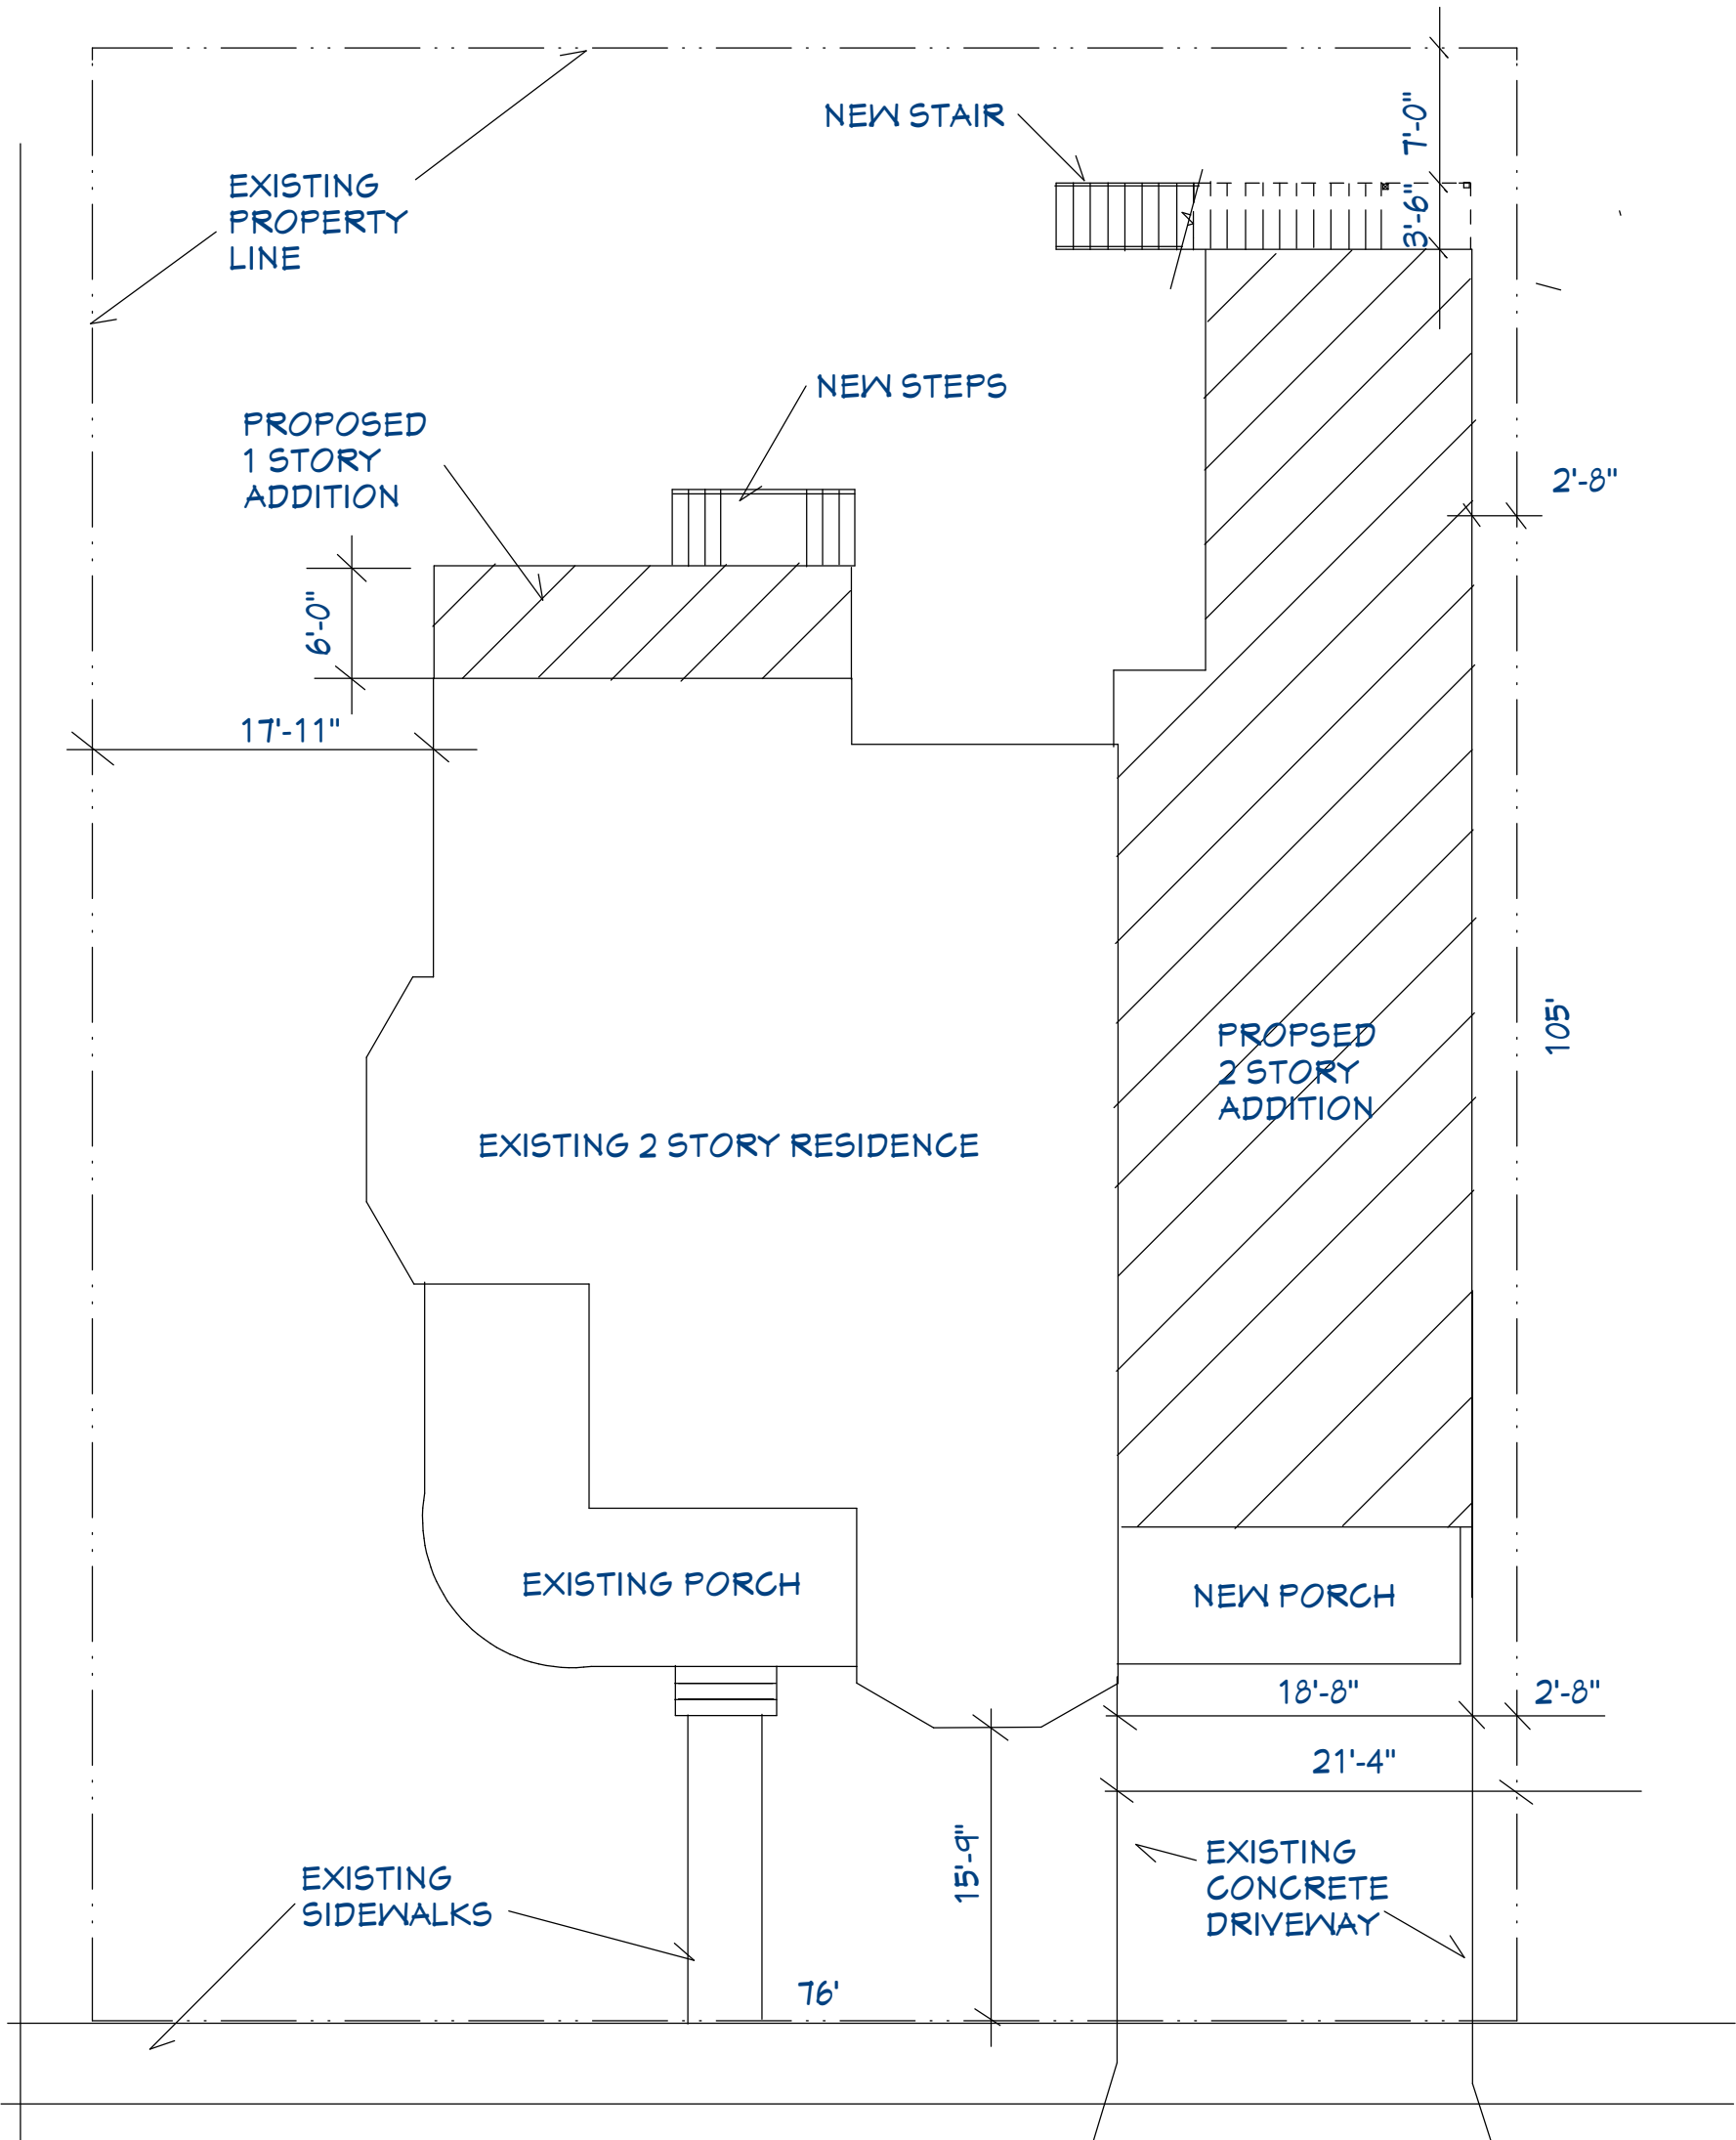 NEW STAIR
7'-0"
3'-6"
EXISTING
PROPERTY
LINE
NEW STEPS
PROPOSED
1 STORY
ADDITION
2'-8"
6'-0"
17'-11"
105'
PROPSED
2 STORY
ADDITION
EXISTING 2 STORY RESIDENCE
EXISTING PORCH
NEW PORCH
18'-8"
2'-8"
21'-4"
15'-9"
EXISTING
CONCRETE
DRIVEWAY
EXISTING
SIDEWALKS
76'